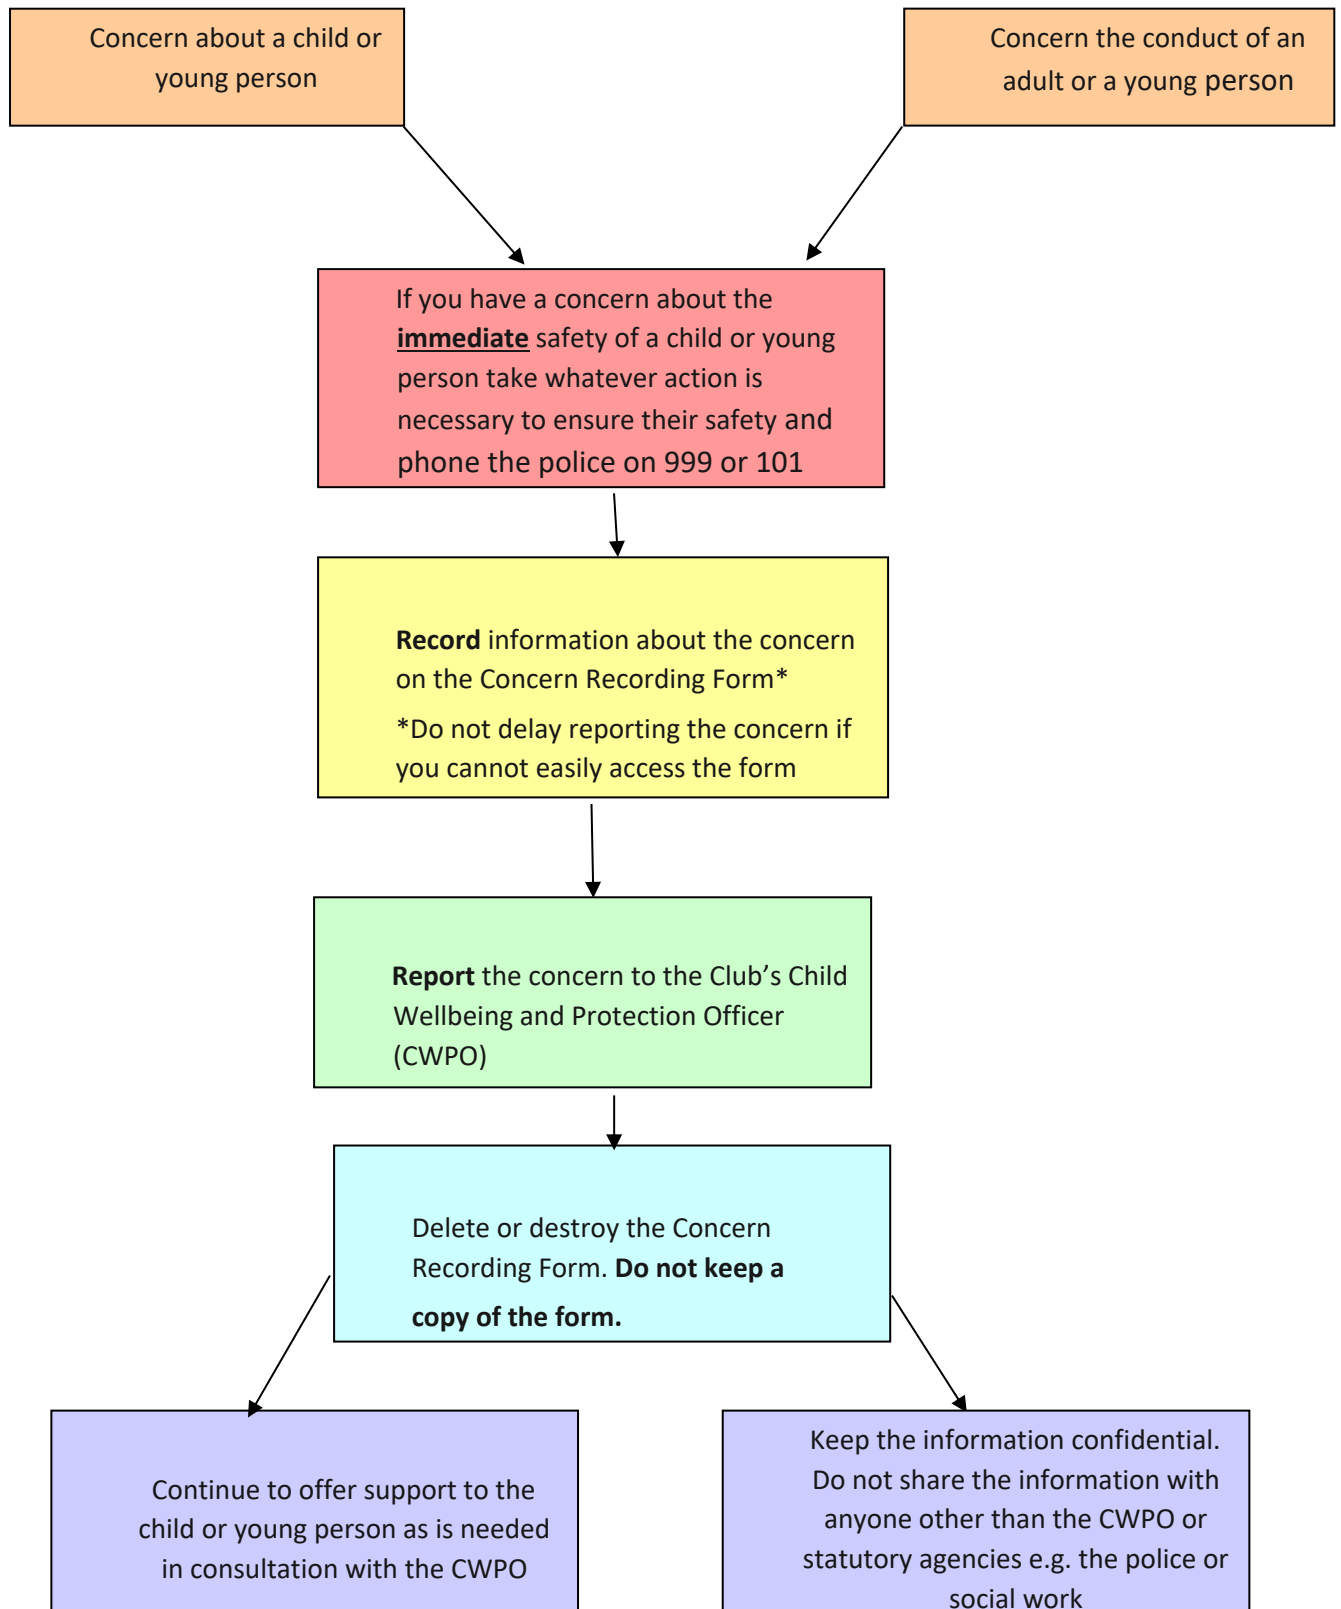 Concern about a child or
young person
Concern the conduct of an
adult or a young person
If you have a concern about the
immediate safety of a child or young
person take whatever action is
necessary to ensure their safety and
phone the police on 999 or 101
Record information about the concern
on the Concern Recording Form*
*Do not delay reporting the concern if
you cannot easily access the form
Report the concern to the Club’s Child
Wellbeing and Protection Officer
(CWPO)
Delete or destroy the Concern
Recording Form. Do not keep a
copy of the form.
Continue to offer support to the
child or young person as is needed
in consultation with the CWPO
Keep the information confidential.
Do not share the information with
anyone other than the CWPO or
statutory agencies e.g. the police or
social work